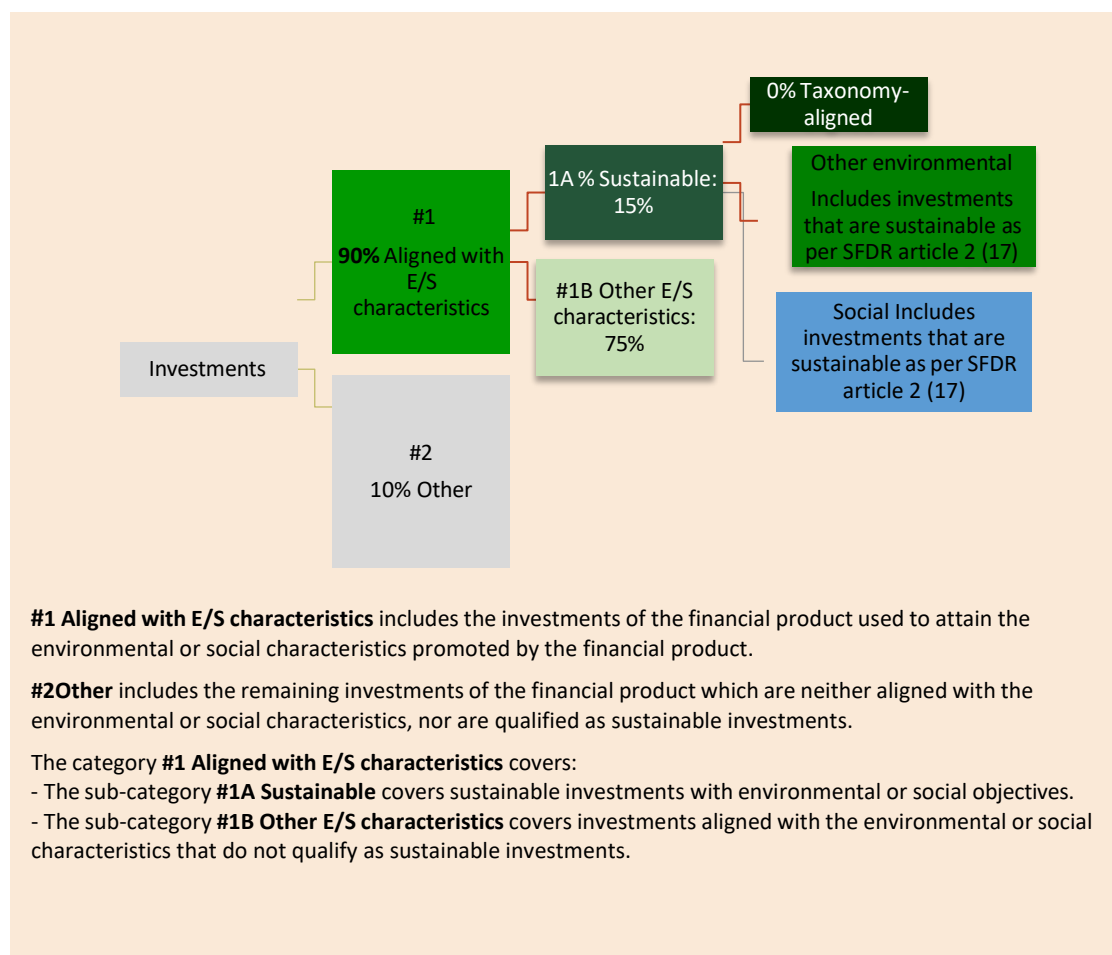 Investments
#1
90% Aligned with
E/S
characteristics
#2
10% Other
1A % Sustainable:
15%
#1B Other E/S
characteristics:
75%
0% Taxonomy-
aligned
Other environmental
Includes investments
that are sustainable as
per SFDR article 2 (17)
Social Includes
investments that are
sustainable as per SFDR
article 2 (17)
#1 Aligned with E/S characteristics includes the investments of the financial product used to attain the
environmental or social characteristics promoted by the financial product.
#2Other includes the remaining investments of the financial product which are neither aligned with the
environmental or social characteristics, nor are qualified as sustainable investments.
The category #1 Aligned with E/S characteristics covers:
- The sub-category #1A Sustainable covers sustainable investments with environmental or social objectives.
- The sub-category #1B Other E/S characteristics covers investments aligned with the environmental or social
characteristics that do not qualify as sustainable investments.